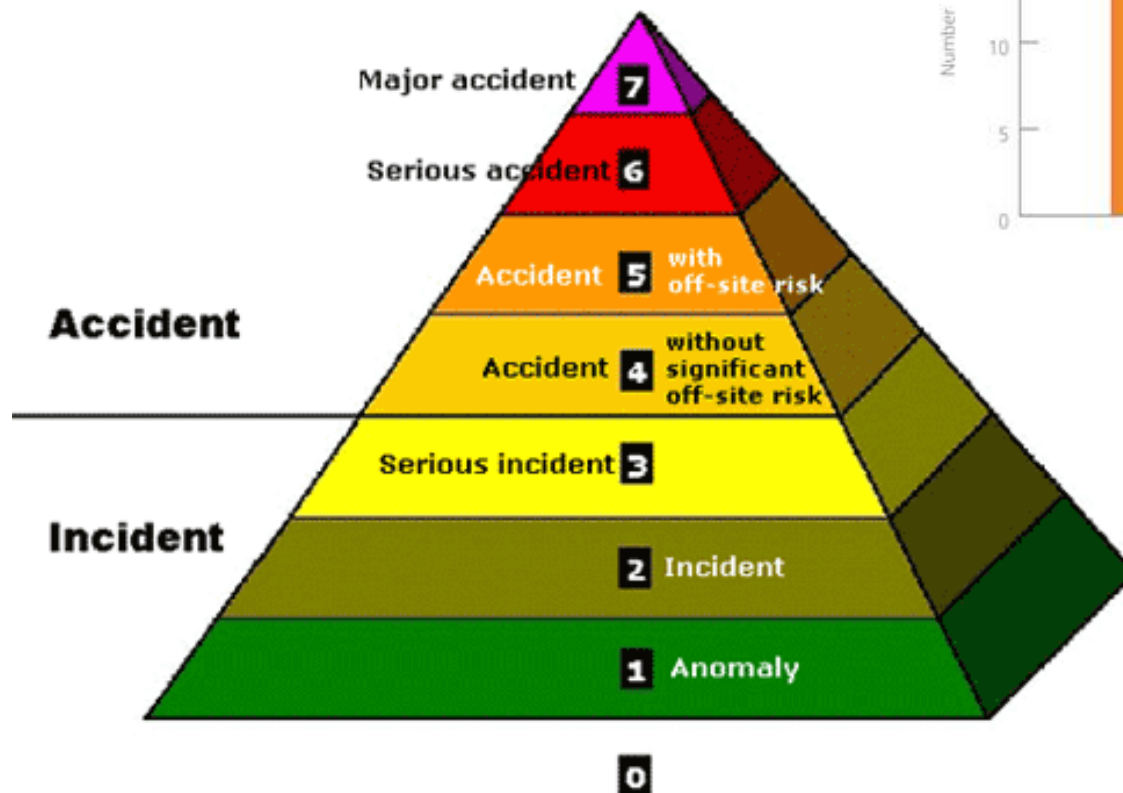 Number
10
5
0
Major accident 7
Serious accident 6
Accident 5 with
off-site risk
Accident
Accident 4 without
significant
off-site risk
Serious incident 3
Incident
2 Incident
1 Anomaly
0